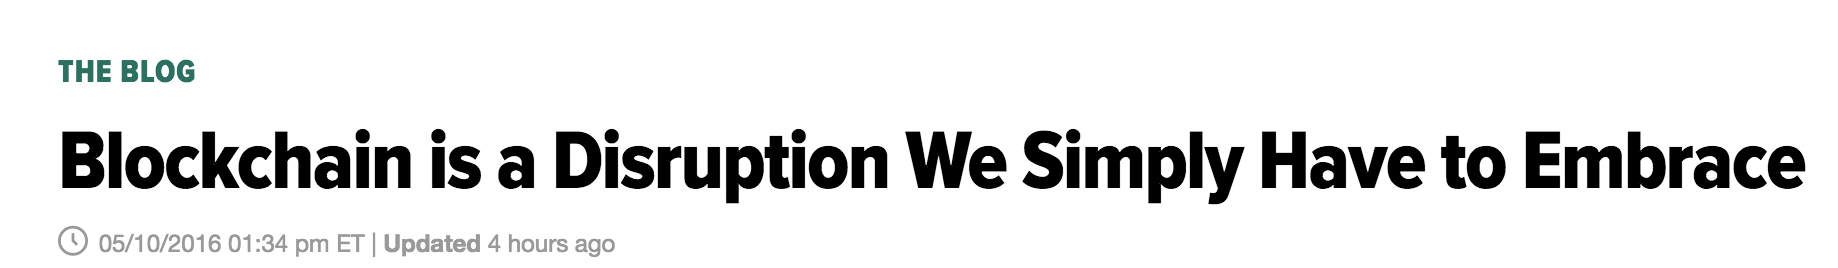 THE BLOG
Blockchain is a Disruption We Simply Have to Embrace
05/10/2016 01:34 pm ET | Updated 4 hours ago